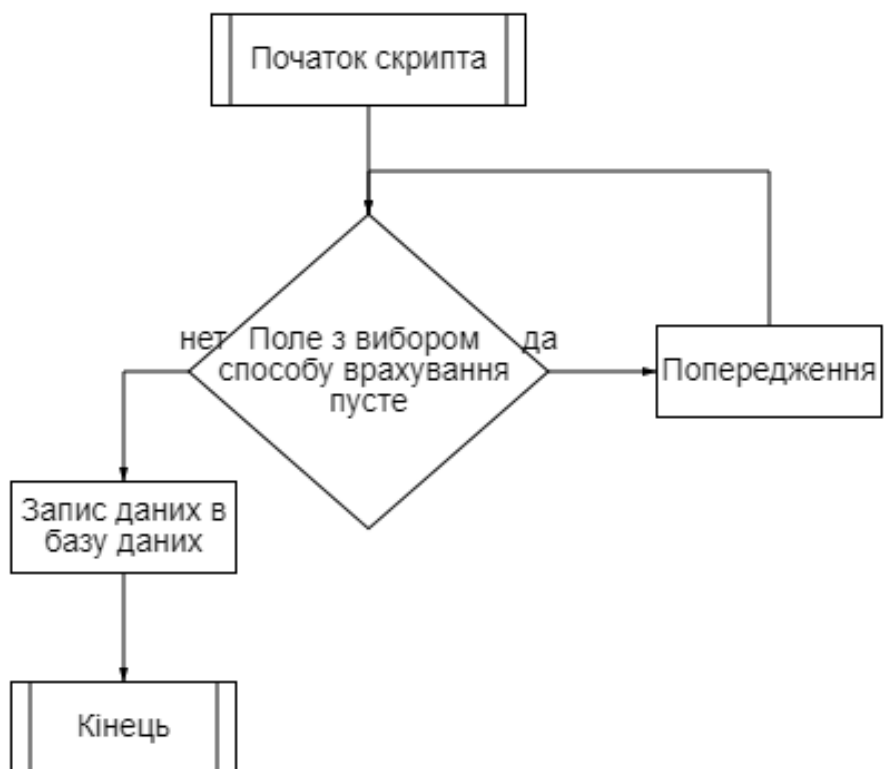 Початок скрипта
нет
Поле з вибором
способу врахування
пусте
да
Попередження
Запис даних в
базу даних
Кінець